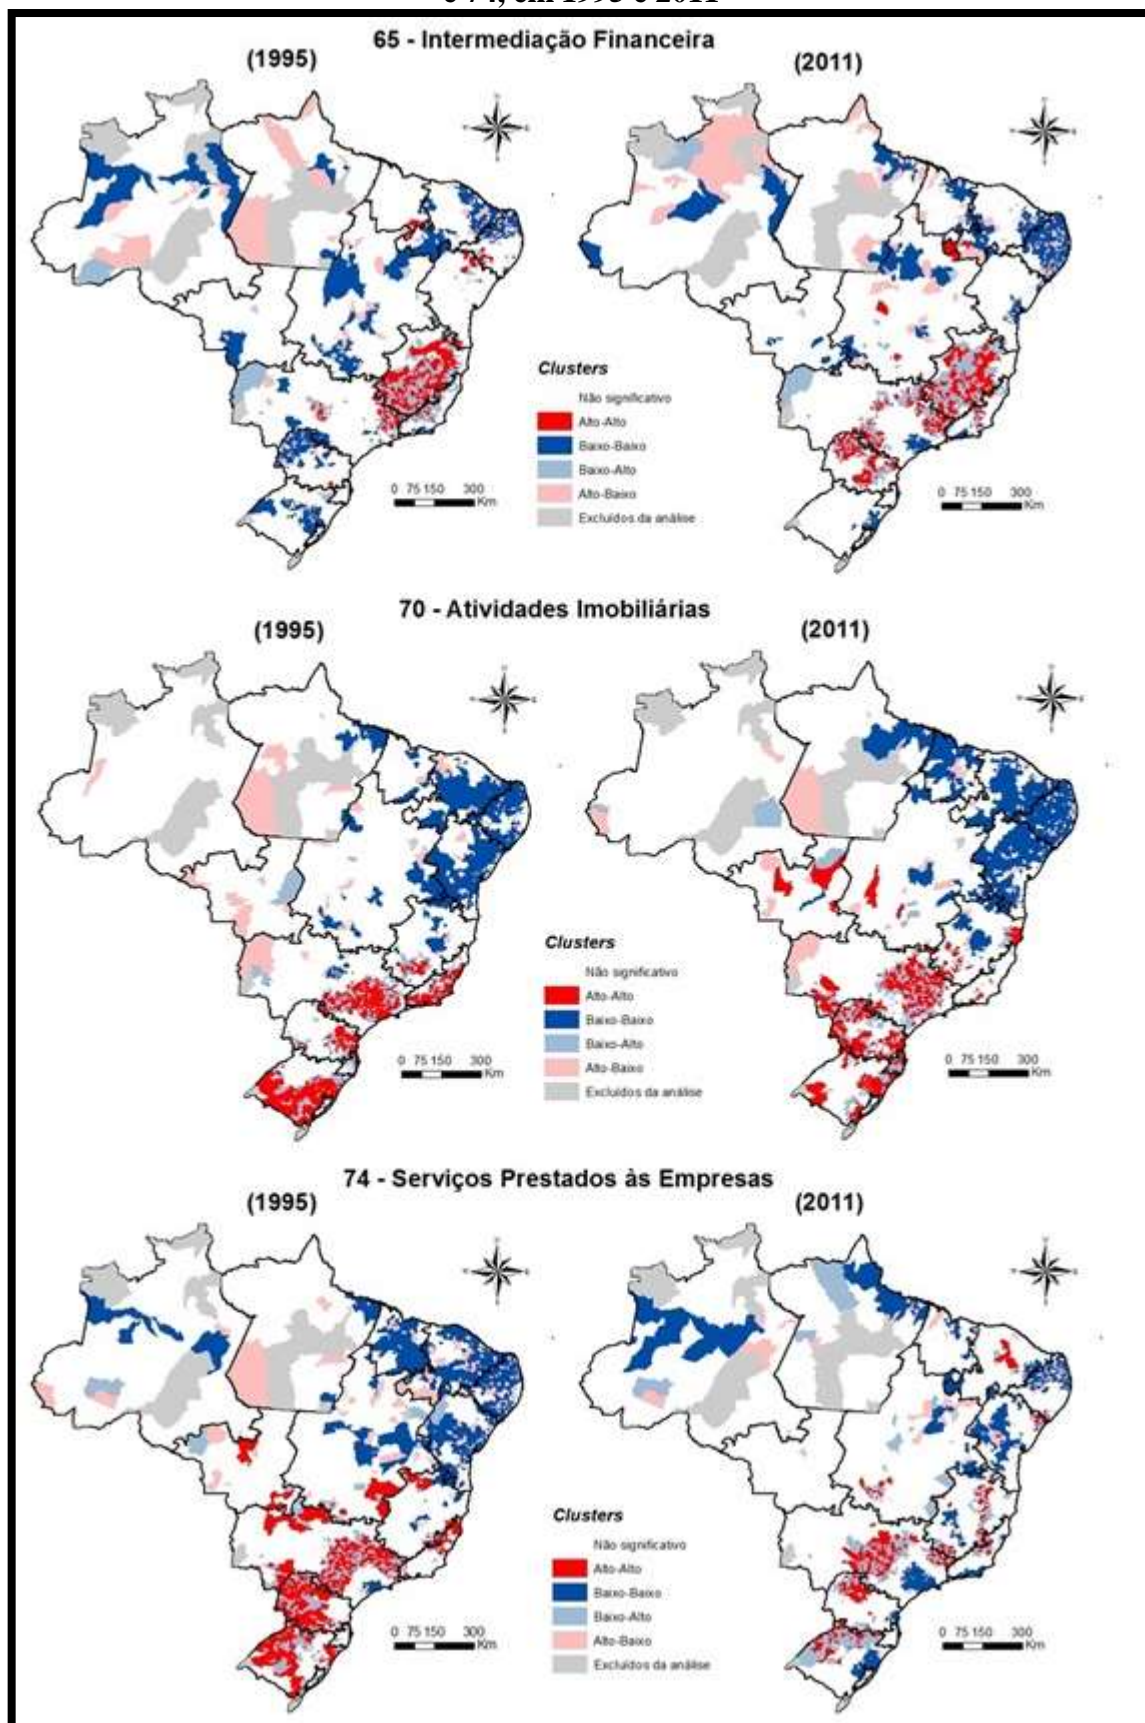 e 74, em 1995 e 2011
65 - Intermediação Financeira
(1995)
(2011)
Clusters
Não significativo
Alto-Alto
Baixo-Baixo
Baixo-Alto
Alto-Baixo
Excluídos da análise
0 75 150 300
Km
0 75 150 300
Km
70 - Atividades Imobiliárias
(1995)
(2011)
Clusters
Não significativo
Alto-Alto
Baixo-Baixo
Baixo-Alto
Alto-Baixo
Excluídos da análise
0 75 150 300
Km
0 75 150 300
Km
74 - Serviços Prestados às Empresas
(1995)
(2011)
Clusters
Não significativo
Alto-Alto
Baixo-Baixo
Baixo-Alto
Alto-Baixo
Excluídos da análise
0 75 150 300
Km
0 75 150 300
Km